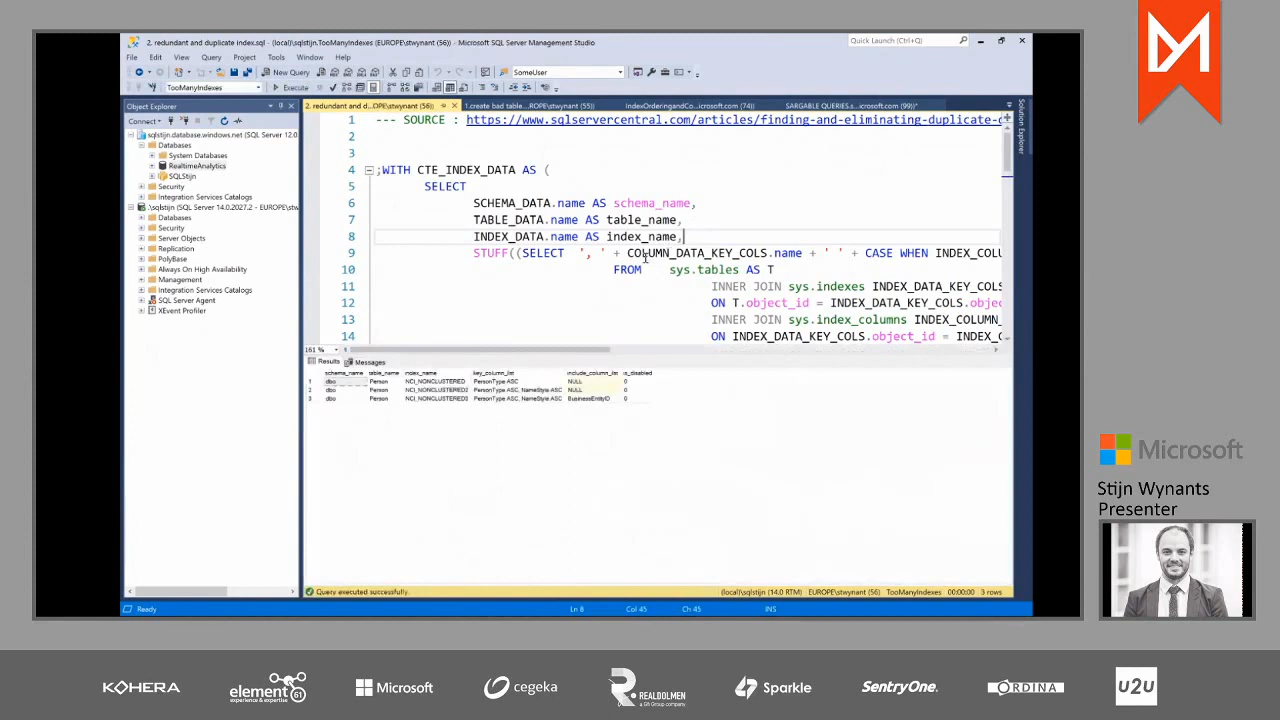 2. redundant and duplicate index.sql - (local)\sqlstijn.TooManyIndexes (EUROPE\stwynant (56)) - Microsoft SQL Server Management Studio
Quick Launch (Ctrl+Q)
File Edit View Query Project Tools Window Help
New Query
SomeUser
TooManyIndexes
Execute
Object Explorer
2. redundant and d...OPE\stwynant (56))
1.create bad table...ROPE\stwynant (55))
IndexOrderingandCo...icrosoft.com (74))
SARGABLE QUERIES.s...microsoft.com (99))*
Solution Explorer
Connect
sqlstijn.database.windows.net (SQL Server 12.0
Databases
System Databases
RealtimeAnalytics
SQLStijn
Security
Integration Services Catalogs
.\sqlstijn (SQL Server 14.0.2027.2 - EUROPE\stw
Databases
Security
Server Objects
Replication
PolyBase
Always On High Availability
Management
Integration Services Catalogs
SQL Server Agent
XEvent Profiler
1 --- SOURCE : https://www.sqlservercentral.com/articles/finding-and-eliminating-duplicate-
2
3
4 ;WITH CTE_INDEX_DATA AS (
5 SELECT
6 SCHEMA_DATA.name AS schema_name,
7 TABLE_DATA.name AS table_name,
8 INDEX_DATA.name AS index_name,
9 STUFF((SELECT ', ' + COLUMN_DATA_KEY_COLS.name + ' ' + CASE WHEN INDEX_COLU
10 FROM sys.tables AS T
11 INNER JOIN sys.indexes INDEX_DATA_KEY_COLS
12 ON T.object_id = INDEX_DATA_KEY_COLS.objec
13 INNER JOIN sys.index_columns INDEX_COLUMN_
14 ON INDEX_DATA_KEY_COLS.object_id = INDEX_C
161 %
Results Messages
schema_name table_name index_name key_column_list include_column_list is_disabled
1 dbo Person NCI_NONCLUSTERED PersonType ASC NULL 0
2 dbo Person NCI_NONCLUSTERED2 PersonType ASC, NameStyle ASC NULL 0
3 dbo Person NCI_NONCLUSTERED3 PersonType ASC, NameStyle ASC BusinessEntityID 0
Query executed successfully.
(local)\sqlstijn (14.0 RTM) EUROPE\stwynant (56) TooManyIndexes 00:00:00 3 rows
Ready
Ln 8 Col 45 Ch 45 INS
Microsoft
Stijn Wynants
Presenter
KOHERA
element61
experience & expertise
Microsoft
cegeka
REALDOLMEN
a Gfi Group company
Sparkle
SentryOne.
ORDINA
U2U